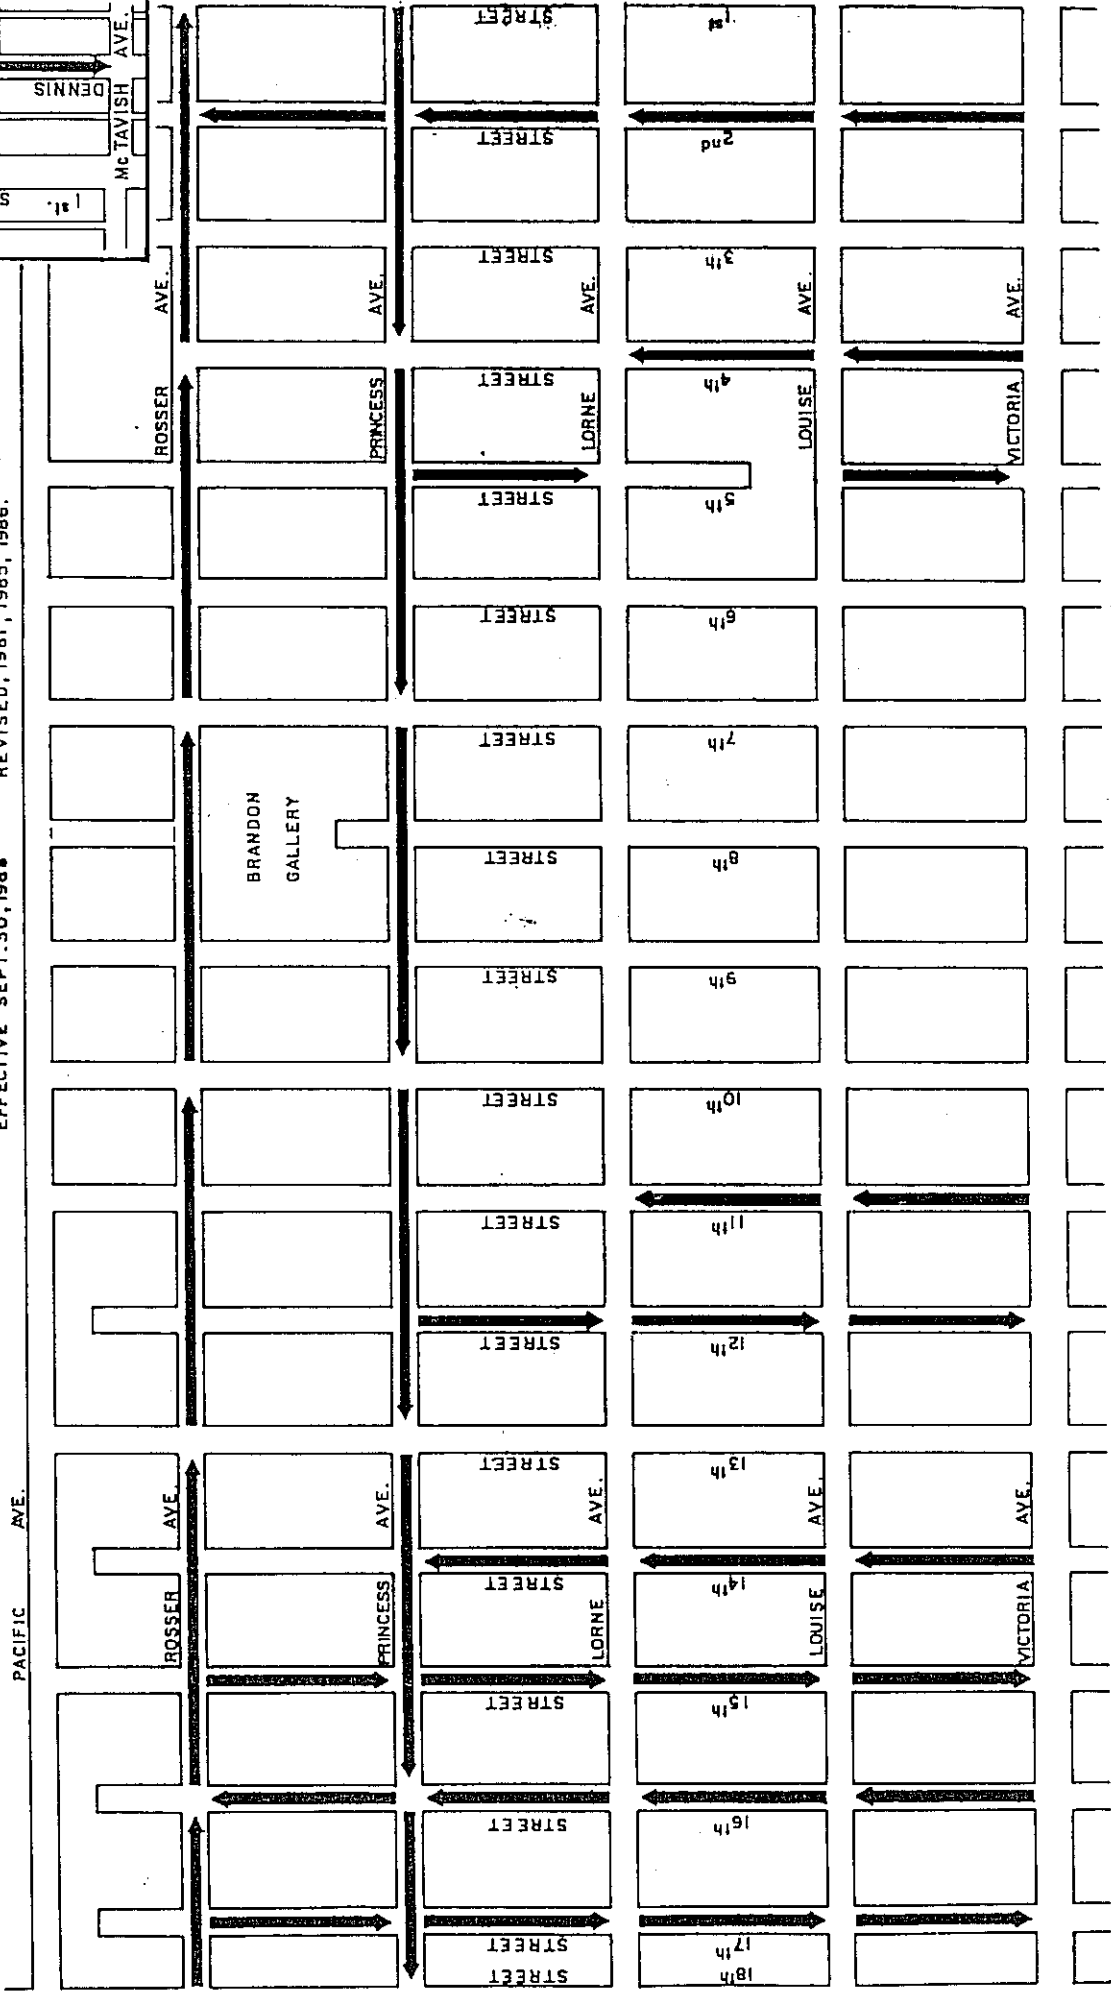 EFFECTIVE SEPT. 30, 198
REVISED, 1981, 1985, 1986.
PACIFIC AVE.
DENNIS
Mc TAVISH AVE.
1 st. S
ROSSER AVE.
PRINCESS AVE.
LORNE AVE.
LOUISE AVE.
VICTORIA AVE.
ROSSER AVE.
PRINCESS AVE.
LORNE AVE.
LOUISE AVE.
VICTORIA AVE.
BRANDON
GALLERY
1st STREET
2nd STREET
3th STREET
4th STREET
5th STREET
6th STREET
7th STREET
8th STREET
9th STREET
10th STREET
11th STREET
12th STREET
13th STREET
14th STREET
15th STREET
16th STREET
17th STREET
18th STREET